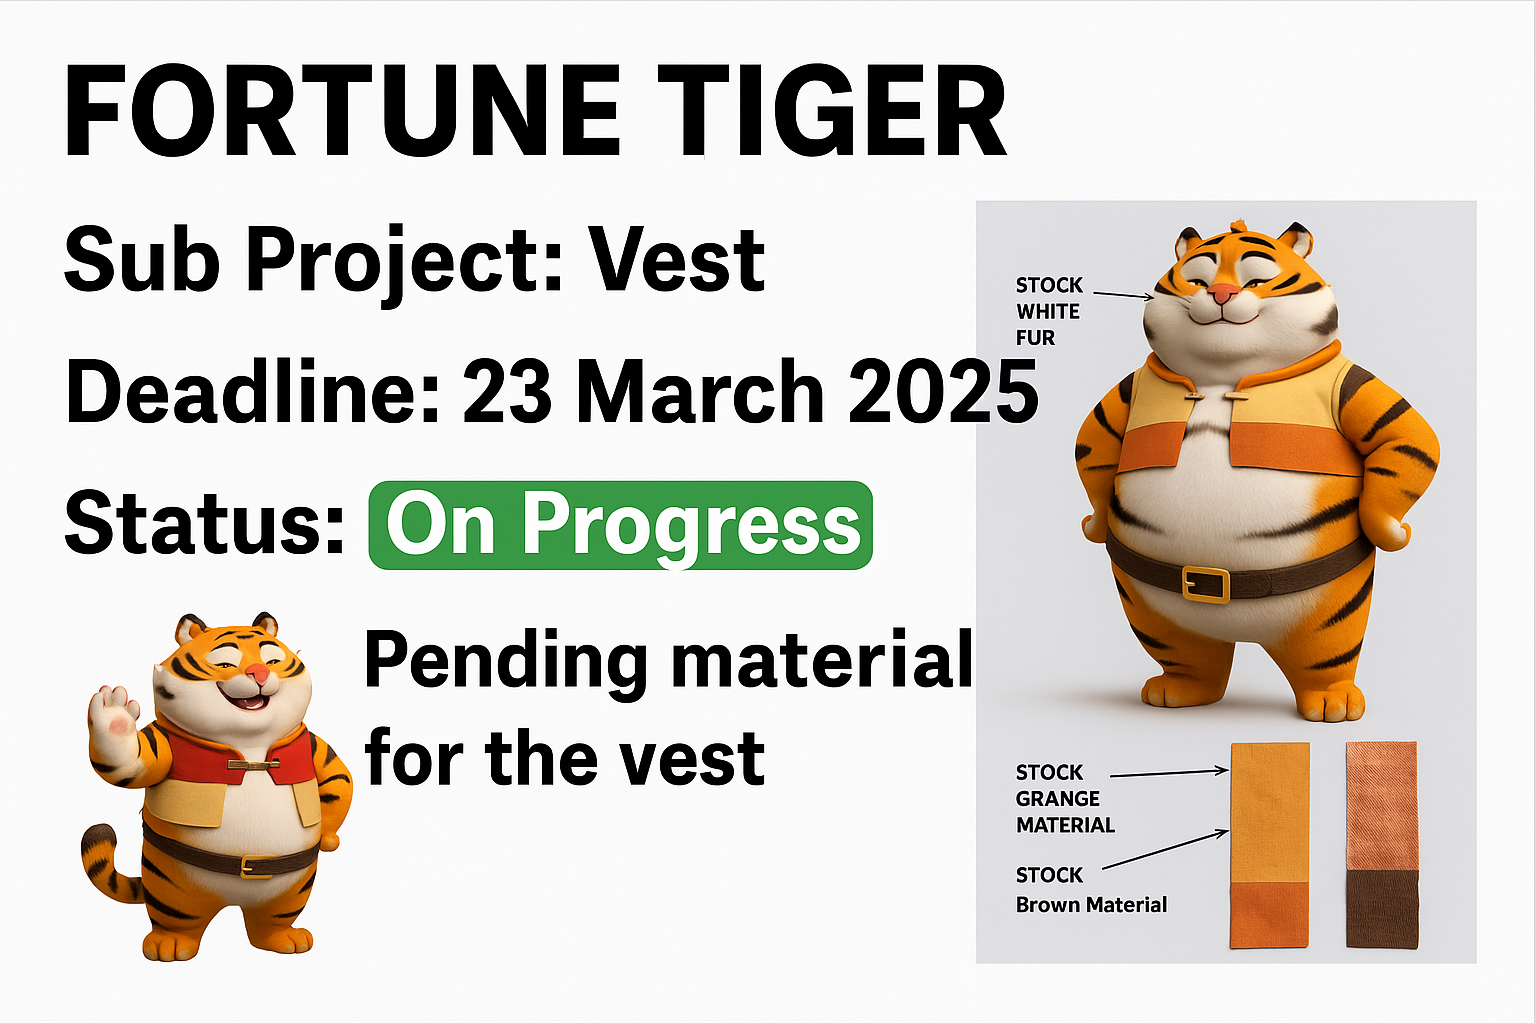 FORTUNE TIGER
Sub Project: Vest
Deadline: 23 March 2025
Status: On Progress
Pending material
for the vest
STOCK
WHITE
FUR
STOCK
GRANGE
MATERIAL
STOCK
Brown Material